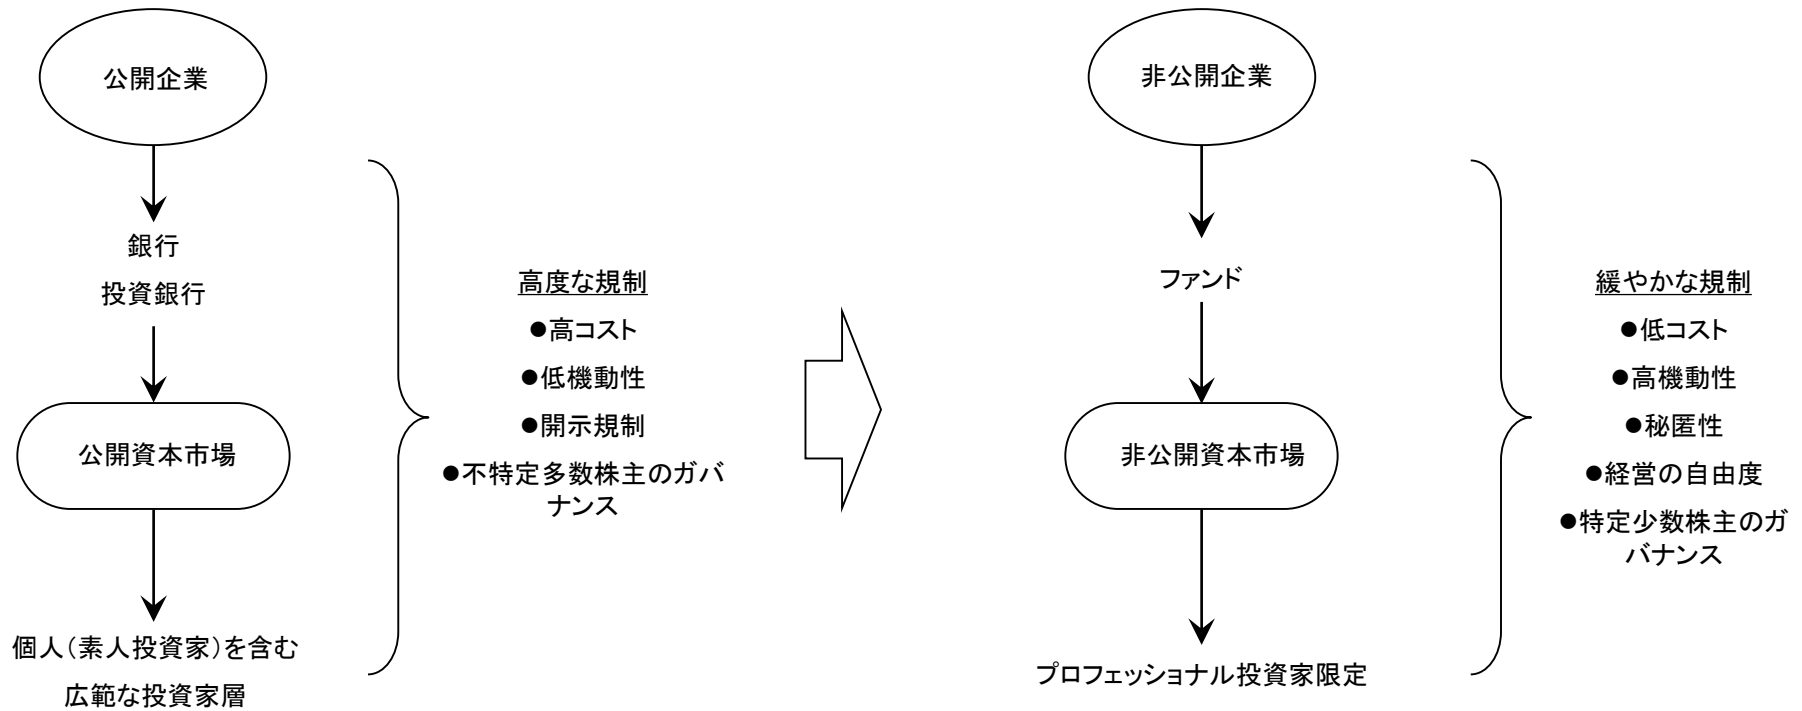 公開企業
銀行
投資銀行
公開資本市場
個人（素人投資家）を含む
広範な投資家層
高度な規制
●高コスト
●低機動性
●開示規制
●不特定多数株主のガバ
ナンス
非公開企業
ファンド
非公開資本市場
プロフェッショナル投資家限定
緩やかな規制
●低コスト
●高機動性
●秘匿性
●経営の自由度
●特定少数株主のガ
バナンス